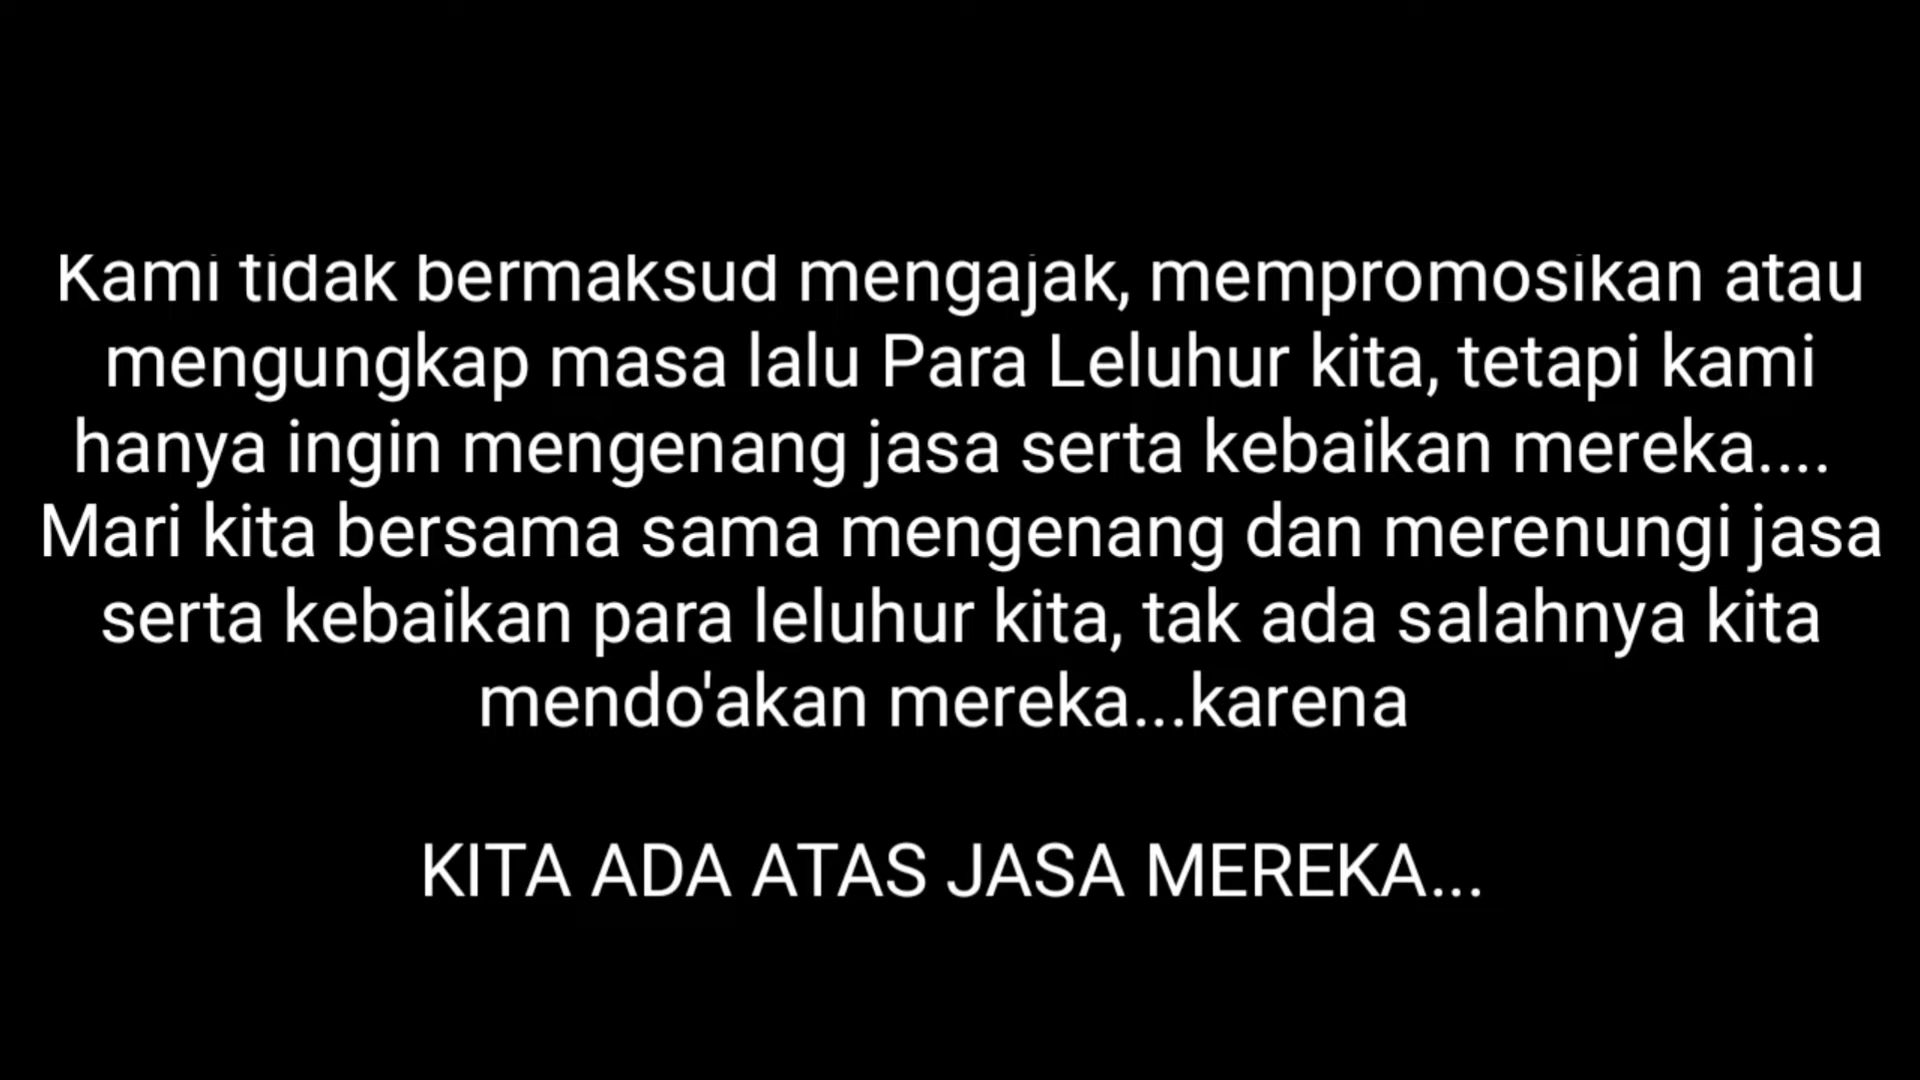 Kami tidak bermaksud mengajak, mempromosikan atau
mengungkap masa lalu Para Leluhur kita, tetapi kami
hanya ingin mengenang jasa serta kebaikan mereka....
Mari kita bersama sama mengenang dan merenungi jasa
serta kebaikan para leluhur kita, tak ada salahnya kita
mendo'akan mereka...karena
KITA ADA ATAS JASA MEREKA...